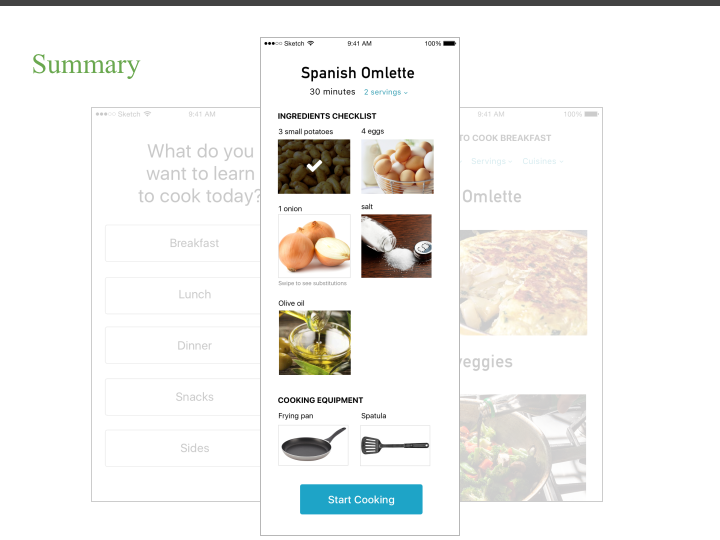 Summary
●●●○○ Sketch 9:41 AM 100%
Spanish Omlette
30 minutes 2 servings
INGREDIENTS CHECKLIST
3 small potatoes 4 eggs
1 onion salt
Swipe to see substitutions
Olive oil
COOKING EQUIPMENT
Frying pan Spatula
Start Cooking
●●●○○ Sketch 9:41 AM
What do you
want to learn
to cook today?
Breakfast
Lunch
Dinner
Snacks
Sides
9:41 AM 100%
TO COOK BREAKFAST
Servings Cuisines
Omlette
veggies